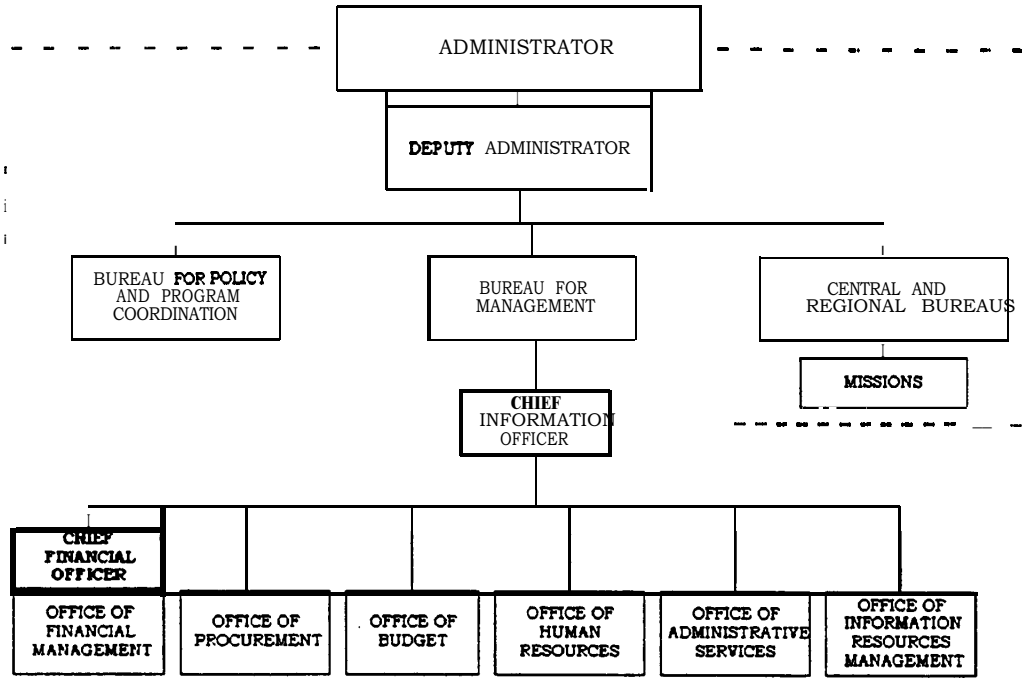 ADMINISTRATOR
DEPUTY ADMINISTRATOR
BUREAU FOR POLICY
AND PROGRAM
COORDINATION
BUREAU FOR
MANAGEMENT
CENTRAL AND
REGIONAL BUREAUS
MISSIONS
CHIEF
INFORMATION
OFFICER
CHIEF
FINANCIAL
OFFICER
OFFICE OF
FINANCIAL
MANAGEMENT
OFFICE OF
PROCUREMENT
OFFICE OF
BUDGET
OFFICE OF
HUMAN
RESOURCES
OFFICE OF
ADMINISTRATIVE
SERVICES
OFFICE OF
INFORMATION
RESOURCES
MANAGEMENT